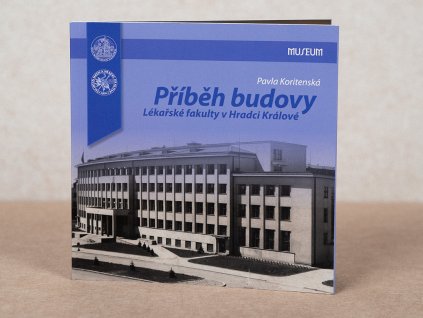 MUSEUM
Pavla Koritenská
Příběh budovy
Lékařské fakulty v Hradci Králové